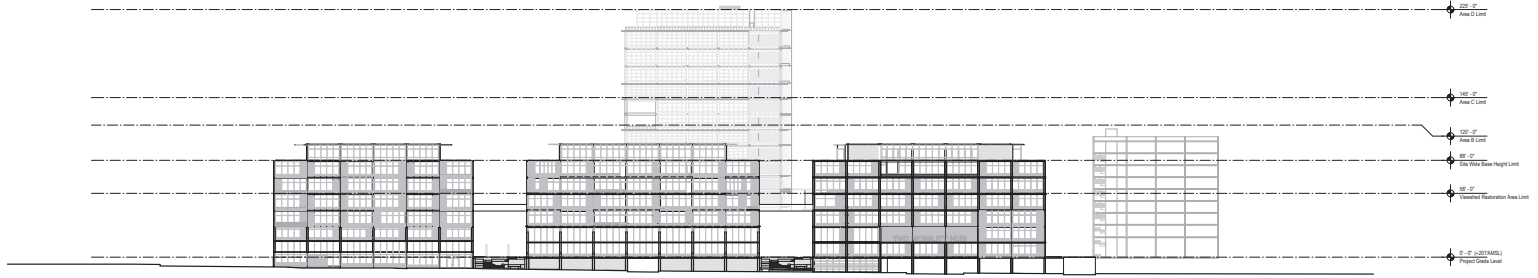 225' - 0"
Area D Limit
145' - 0"
Area C Limit
120' - 0"
Area B Limit
88' - 0"
Site Wide Base Height Limit
58' - 0"
Viewshed Restoration Area Limit
0' - 0" (+201'AMSL)
Project Grade Level